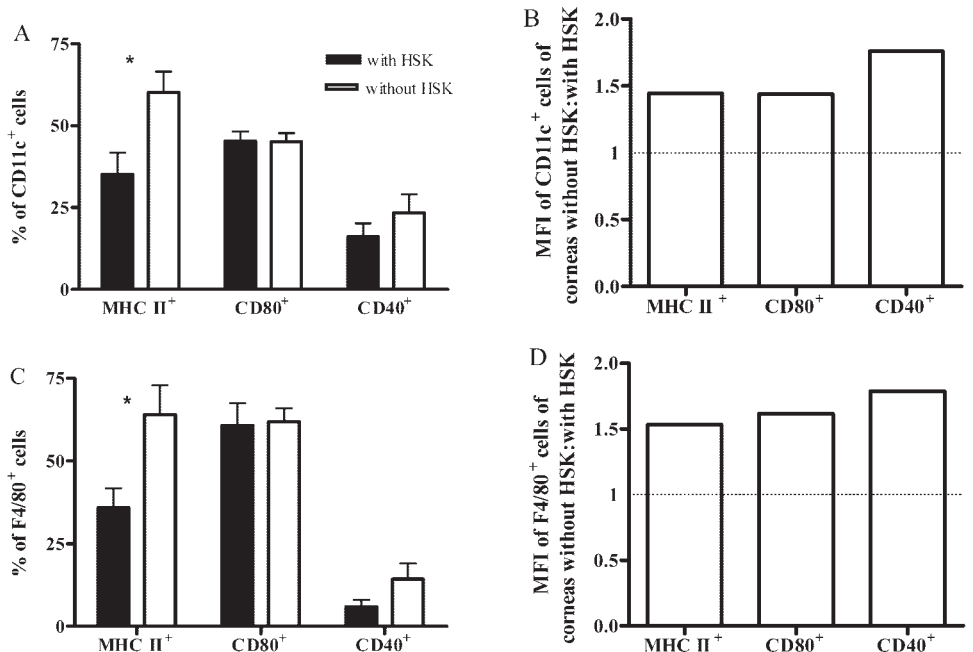 A
75
50
25
0
% of CD11c+ cells
*
with HSK
without HSK
MHC II+
CD80+
CD40+
B
2.0
1.5
1
0.5
0.0
MFI of CD11c+ cells of
corneas without HSK:with HSK
MHC II+
CD80+
CD40+
C
75
50
25
0
% of F4/80+ cells
*
MHC II+
CD80+
CD40+
D
2.0
1.5
1
0.5
0.0
MFI of F4/80+ cells of
corneas without HSK:with HSK
MHC II+
CD80+
CD40+